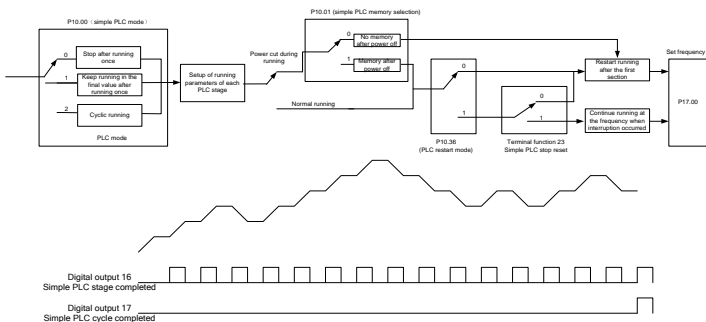 P10.00 (simple PLC mode)
0
Stop after running
once
1
Keep running in the
final value after
running once
2
Cyclic running
PLC mode
Setup of running
parameters of each
PLC stage
Power cut during
running
Normal running
P10.01 (simple PLC memory selection)
0
No memory
after power off
1
Memory after
power off
0
1
P10.36
(PLC restart mode)
0
1
Terminal function 23
Simple PLC stop reset
Restart running
after the first
section
Continue running at
the frequency when
interruption occurred
Set frequency
P17.00
Digital output 16
Simple PLC stage completed
Digital output 17
Simple PLC cycle completed